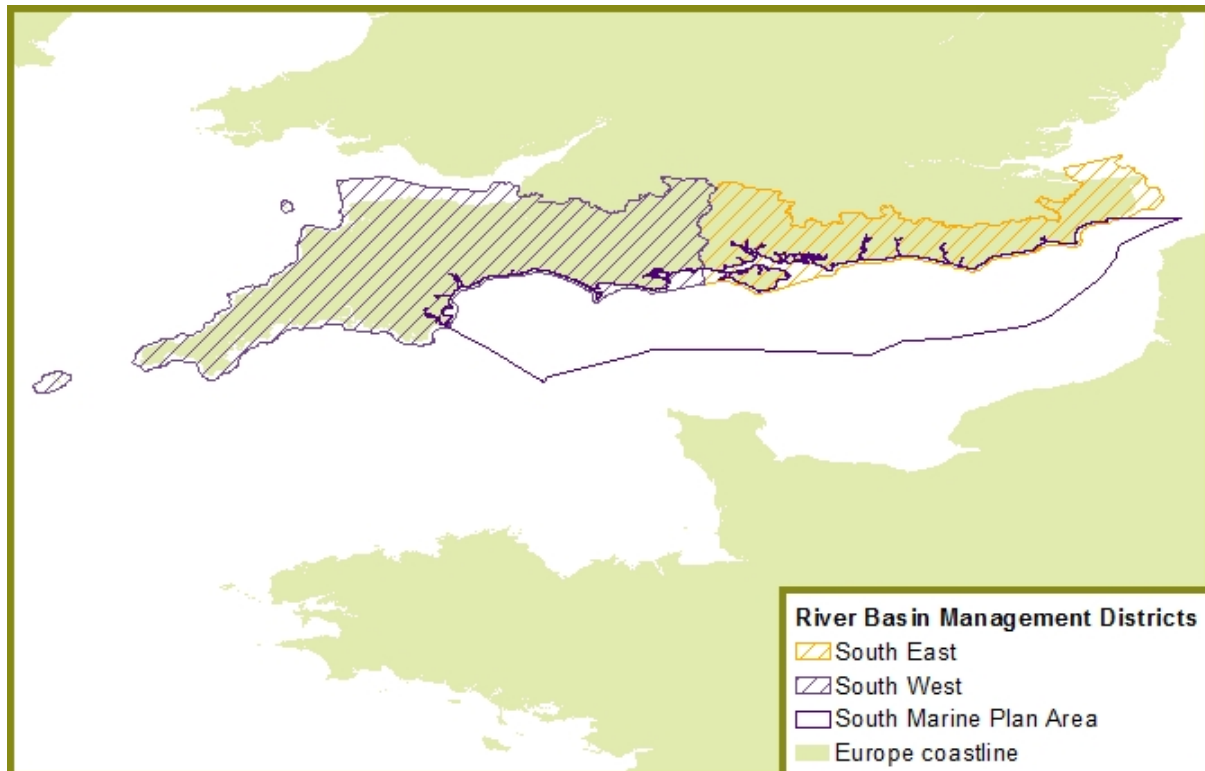 River Basin Management Districts
South East
South West
South Marine Plan Area
Europe coastline